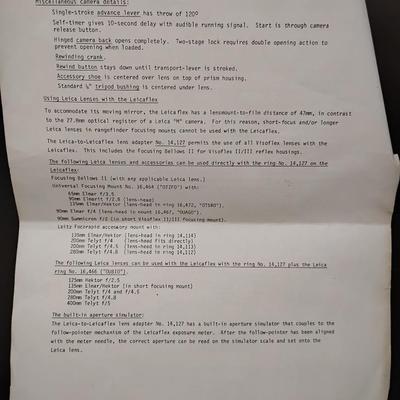 Miscellaneous camera details:
Single-stroke advance lever has throw of 120º
Self-timer gives 10-second delay with audible running signal. Start is through camera
release button.
Hinged camera back opens completely. Two-stage lock requires double opening action to
prevent opening when loaded.
Rewinding crank.
Rewind button stays down until transport-lever is stroked.
Accessory shoe is centered over lens on top of prism housing.
Standard ¼" tripod bushing is centered under lens.
Using Leica Lenses with the Leicaflex
To accommodate its moving mirror, the Leicaflex has a lensmount-to-film distance of 47mm, in contrast
to the 27.8mm optical register of a Leica "M" camera. For this reason, short-focus and/or longer
Leica lenses in rangefinder focusing mounts cannot be used with the Leicaflex.
The Leica-to-Leicaflex lens adapter No. 14,127 permits the use of all Visoflex lenses with the
Leicaflex. This includes the Focusing Bellows II for Visoflex II/III reflex housings.
The following Leica lenses and accessories can be used directly with the ring No. 14,127 on the
Leicaflex:
Focusing Bellows II (with any applicable Leica lens.)
Universal Focusing Mount No. 16,464 ("OTZFO") with:
65mm Elmar f/3.5
90mm Elmarit f/2.8 (lens-head)
135mm Elmar/Hektor (lens-head in ring 16,472, "OTSRO").
90mm Elmar f/4 (lens-head in mount 16,467, "OUAGO")
90mm Summicron f/2 (in short Visoflex II/III focusing mount)
Leitz Focorapid accessory mount with:
135mm Elmar/Hektor (lens-head in ring 14,114)
200mm Telyt f/4 (lens-head fits directly)
200mm Telyt f/4.5 (lens-head in ring 14,112)
280mm Telyt f/4.8 (lens-head in ring 14,113)
The following Leica lenses can be used with the Leicaflex with the ring No. 14,127 plus the Leica
ring No. 16,466 ("OUBIO"):
125mm Hektor f/2.5
135mm Elmar/Hektor (in short focusing mount)
200mm Telyt f/4 and f/4.5
280mm Telyt f/4.8
400mm Telyt f/5
The built-in aperture simulator:
The Leica-to-Leicaflex lens adapter No. 14,127 has a built-in aperture simulator that couples to the
follow-pointer mechanism of the Leicaflex exposure meter. After the follow-pointer has been aligned
with the meter needle, the correct aperture can be read on the simulator scale and set onto the
Leica lens.